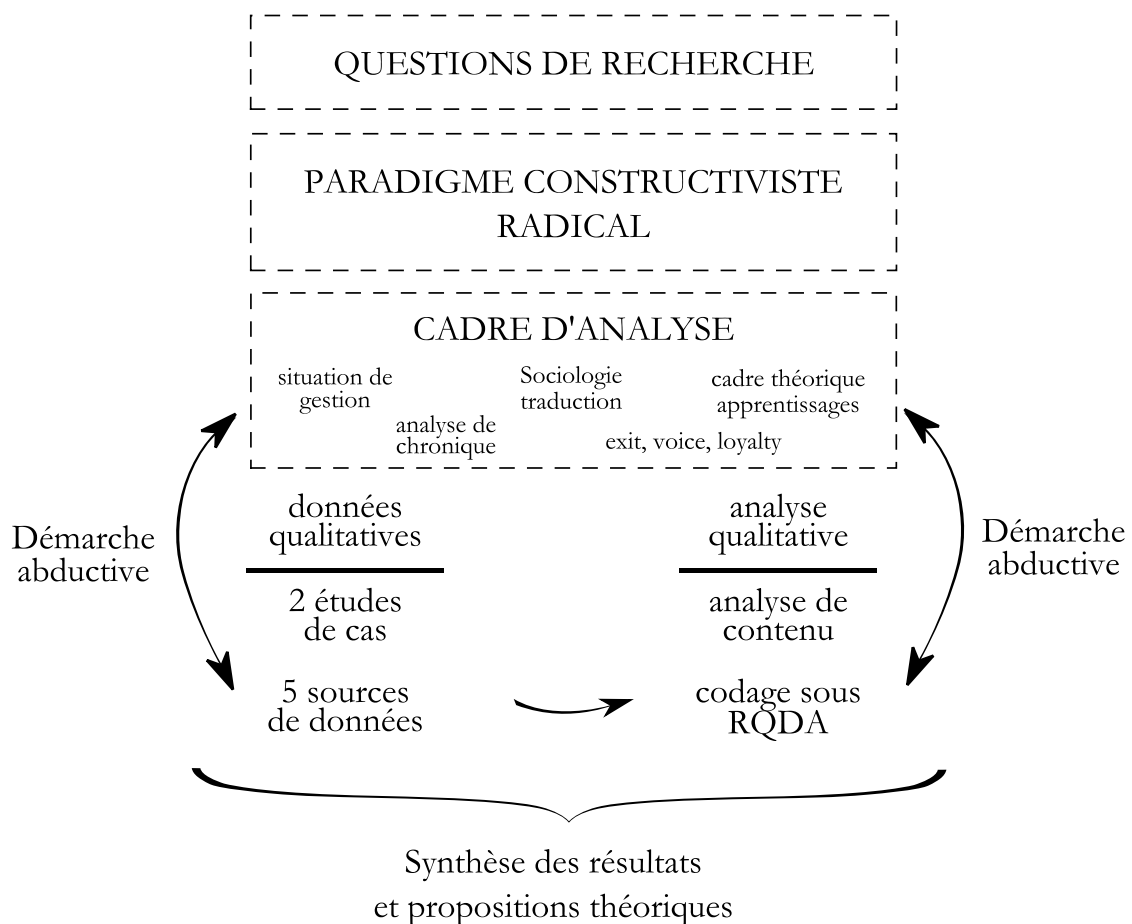 QUESTIONS DE RECHERCHE
PARADIGME CONSTRUCTIVISTE
RADICAL
CADRE D'ANALYSE
situation de
gestion
analyse de
chronique
Sociologie
traduction
exit, voice, loyalty
cadre théorique
apprentissages
Démarche
abductive
données
qualitatives
2 études
de cas
5 sources
de données
analyse
qualitative
analyse de
contenu
codage sous
RQDA
Démarche
abductive
Synthèse des résultats
et propositions théoriques